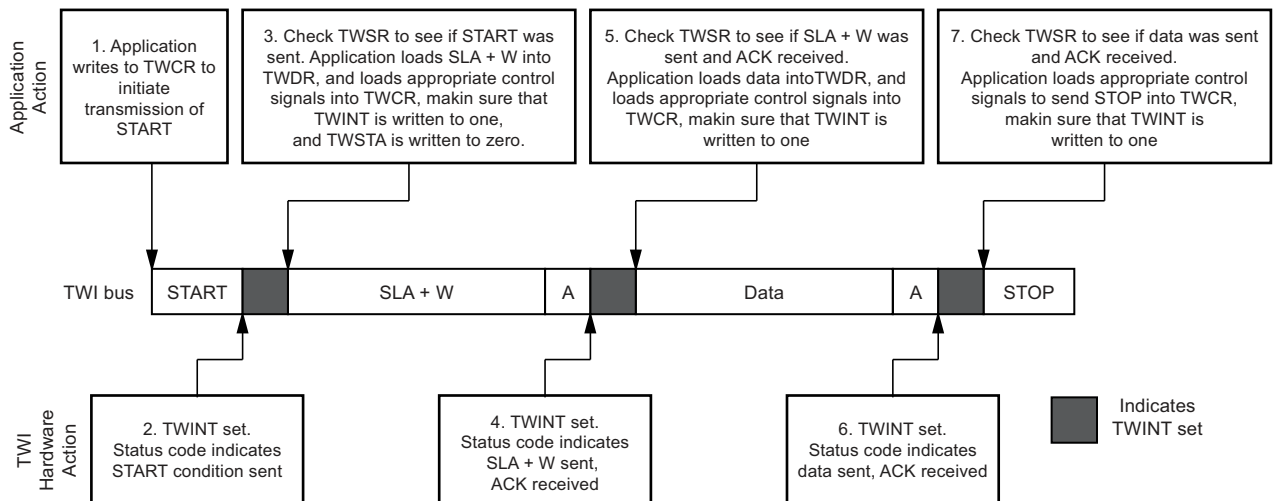 Application
Action
1. Application
writes to TWCR to
initiate
transmission of
START
3. Check TWSR to see if START was
sent. Application loads SLA + W into
TWDR, and loads appropriate control
signals into TWCR, makin sure that
TWINT is written to one,
and TWSTA is written to zero.
5. Check TWSR to see if SLA + W was
sent and ACK received.
Application loads data intoTWDR, and
loads appropriate control signals into
TWCR, makin sure that TWINT is
written to one
7. Check TWSR to see if data was sent
and ACK received.
Application loads appropriate control
signals to send STOP into TWCR,
makin sure that TWINT is
written to one
TWI bus
START
SLA + W
A
Data
A
STOP
TWI
Hardware
Action
2. TWINT set.
Status code indicates
START condition sent
4. TWINT set.
Status code indicates
SLA + W sent,
ACK received
6. TWINT set.
Status code indicates
data sent, ACK received
Indicates
TWINT set